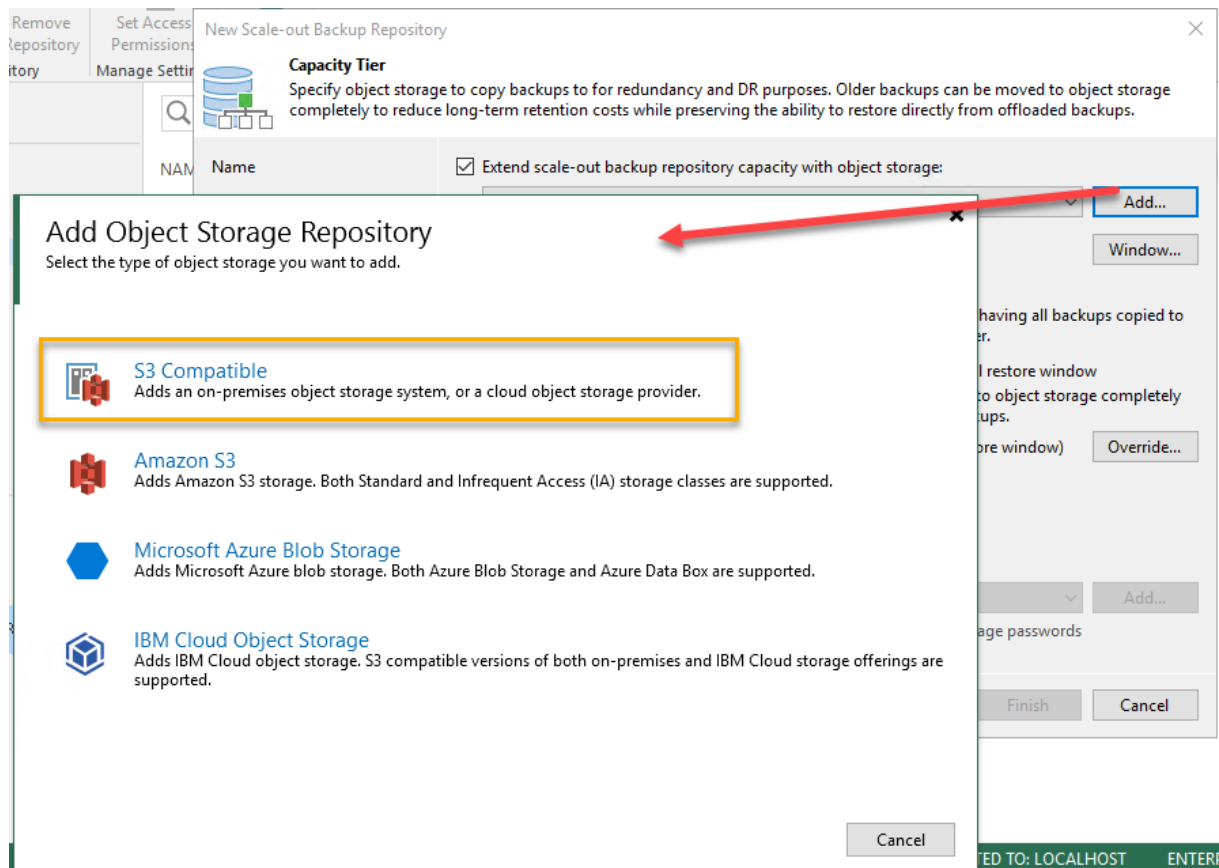 Remove
Set Access
Repository
Permissions
itory
Manage Settin
New Scale-out Backup Repository
Capacity Tier
Specify object storage to copy backups to for redundancy and DR purposes. Older backups can be moved to object storage
completely to reduce long-term retention costs while preserving the ability to restore directly from offloaded backups.
NAM
Name
Extend scale-out backup repository capacity with object storage:
Add...
Window...
Add Object Storage Repository
Select the type of object storage you want to add.
having all backups copied to
er.
l restore window
to object storage completely
ups.
ore window)
Override...
S3 Compatible
Adds an on-premises object storage system, or a cloud object storage provider.
Amazon S3
Adds Amazon S3 storage. Both Standard and Infrequent Access (IA) storage classes are supported.
Microsoft Azure Blob Storage
Adds Microsoft Azure blob storage. Both Azure Blob Storage and Azure Data Box are supported.
IBM Cloud Object Storage
Adds IBM Cloud object storage. S3 compatible versions of both on-premises and IBM Cloud storage offerings are
supported.
Add...
age passwords
Finish
Cancel
Cancel
TED TO: LOCALHOST
ENTERP